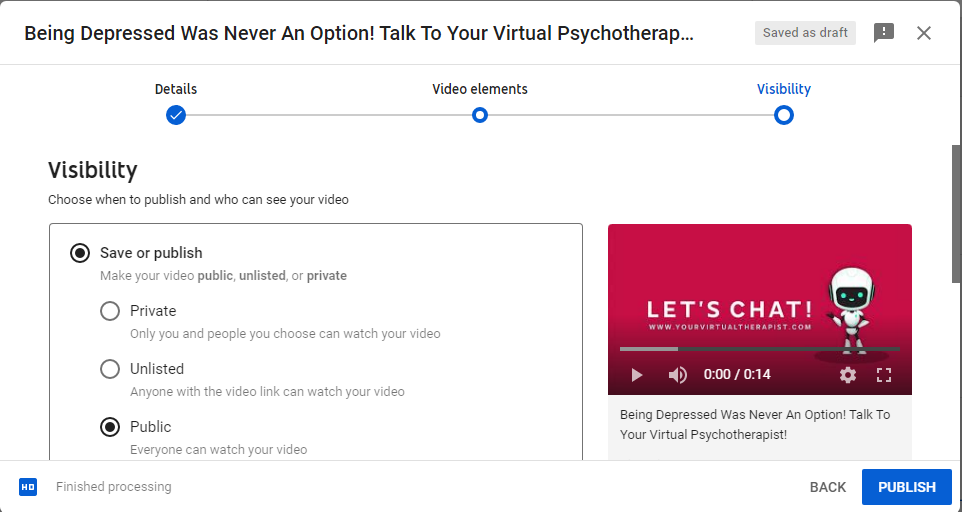 Being Depressed Was Never An Option! Talk To Your Virtual Psychotherap...
Saved as draft
Details
Video elements
Visibility
Visibility
Choose when to publish and who can see your video
Save or publish
Make your video public, unlisted, or private
Private
Only you and people you choose can watch your video
Unlisted
Anyone with the video link can watch your video
Public
Everyone can watch your video
LET'S CHAT!
WWW.YOURVIRTUALTHERAPIST.COM
0:00 / 0:14
Being Depressed Was Never An Option! Talk To
Your Virtual Psychotherapist!
HD
Finished processing
BACK
PUBLISH